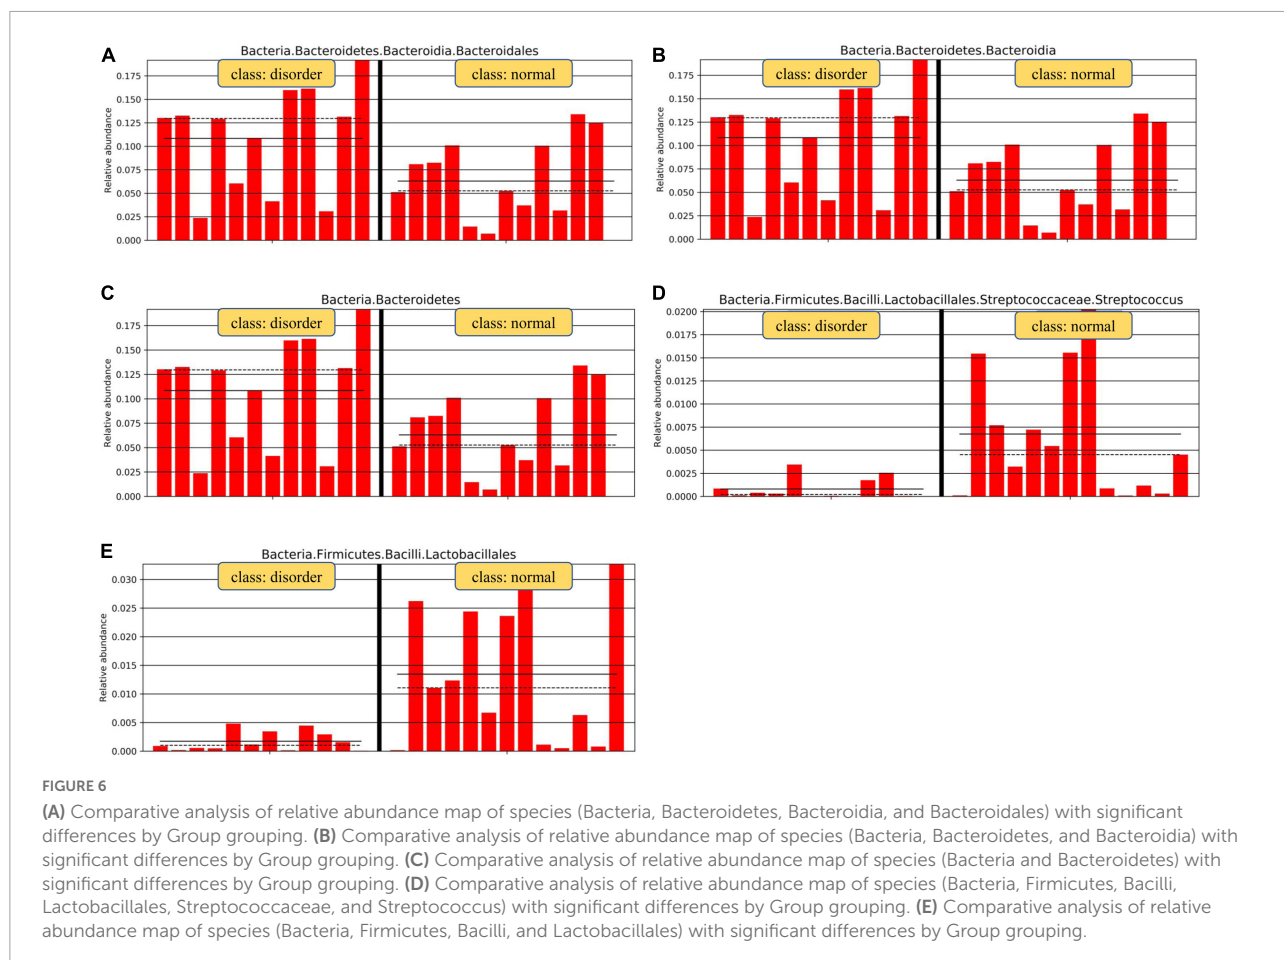 A
Bacteria.Bacteroidetes.Bacteroidia.Bacteroidales
class: disorder
class: normal
Relative abundance
0.175
0.150
0.125
0.100
0.075
0.050
0.025
0.000
B
Bacteria.Bacteroidetes.Bacteroidia
class: disorder
class: normal
Relative abundance
0.175
0.150
0.125
0.100
0.075
0.050
0.025
0.000
C
Bacteria.Bacteroidetes
class: disorder
class: normal
Relative abundance
0.175
0.150
0.125
0.100
0.075
0.050
0.025
0.000
D
Bacteria.Firmicutes.Bacilli.Lactobacillales.Streptococcaceae.Streptococcus
class: disorder
class: normal
Relative abundance
0.0200
0.0175
0.0150
0.0125
0.0100
0.0075
0.0050
0.0025
0.0000
E
Bacteria.Firmicutes.Bacilli.Lactobacillales
class: disorder
class: normal
Relative abundance
0.030
0.025
0.020
0.015
0.010
0.005
0.000
FIGURE 6
(A) Comparative analysis of relative abundance map of species (Bacteria, Bacteroidetes, Bacteroidia, and Bacteroidales) with significant
differences by Group grouping. (B) Comparative analysis of relative abundance map of species (Bacteria, Bacteroidetes, and Bacteroidia) with
significant differences by Group grouping. (C) Comparative analysis of relative abundance map of species (Bacteria and Bacteroidetes) with
significant differences by Group grouping. (D) Comparative analysis of relative abundance map of species (Bacteria, Firmicutes, Bacilli,
Lactobacillales, Streptococcaceae, and Streptococcus) with significant differences by Group grouping. (E) Comparative analysis of relative
abundance map of species (Bacteria, Firmicutes, Bacilli, and Lactobacillales) with significant differences by Group grouping.